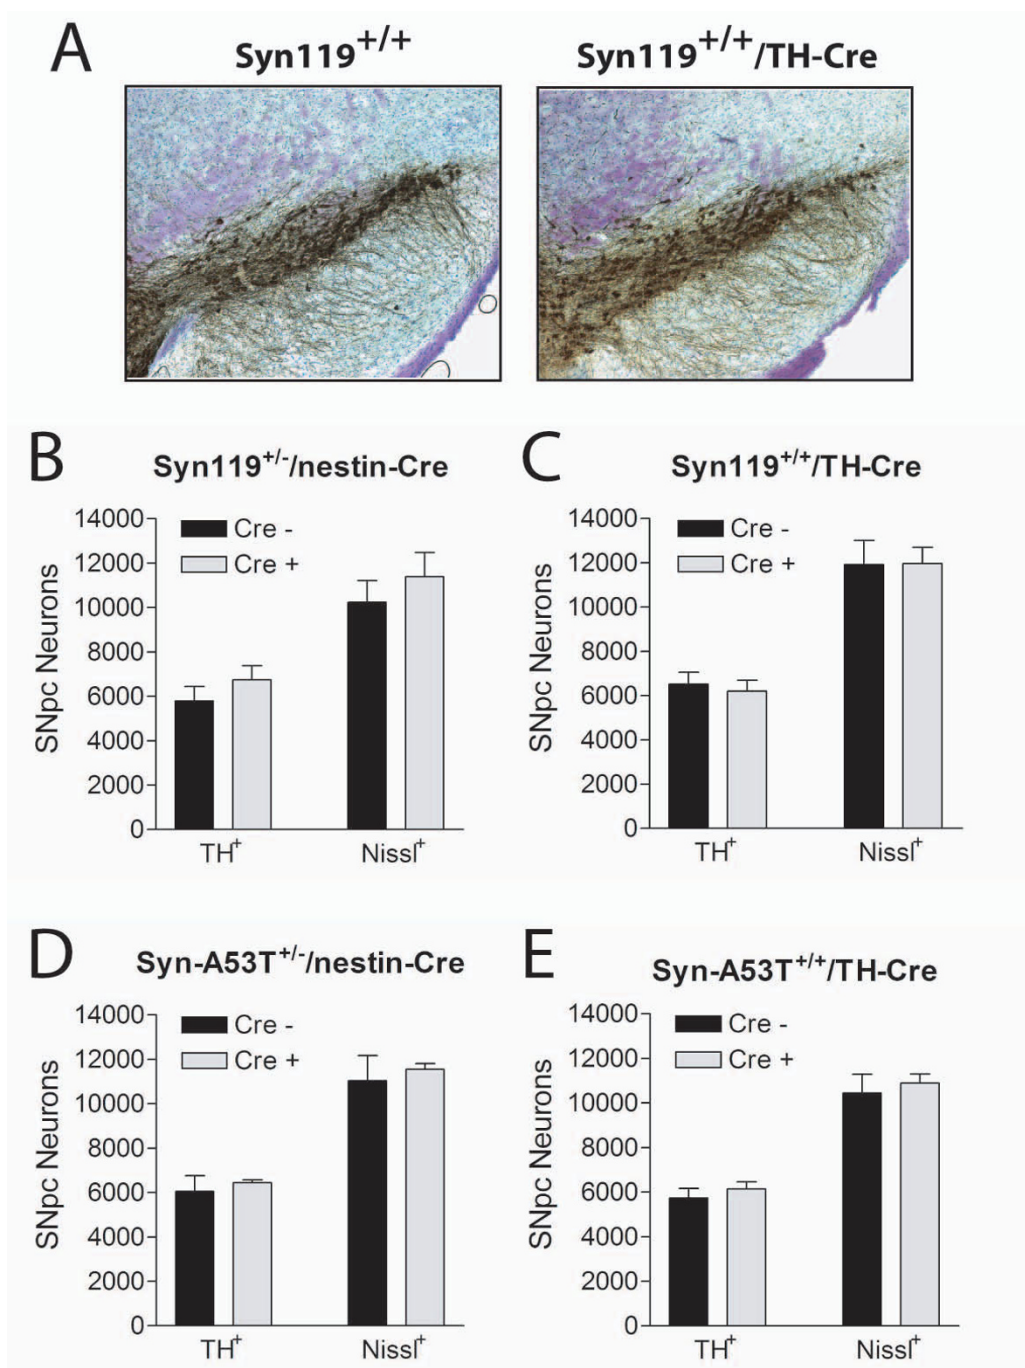 A
Syn119+/+
Syn119+/+/TH-Cre
B
Syn119+/-/nestin-Cre
14000
12000
10000
8000
6000
4000
2000
0
SNpc Neurons
Cre -
Cre +
TH+
Nissl+
C
Syn119+/+/TH-Cre
14000
12000
10000
8000
6000
4000
2000
0
SNpc Neurons
Cre -
Cre +
TH+
Nissl+
D
Syn-A53T+/-/nestin-Cre
14000
12000
10000
8000
6000
4000
2000
0
SNpc Neurons
Cre -
Cre +
TH+
Nissl+
E
Syn-A53T+/+/TH-Cre
14000
12000
10000
8000
6000
4000
2000
0
SNpc Neurons
Cre -
Cre +
TH+
Nissl+